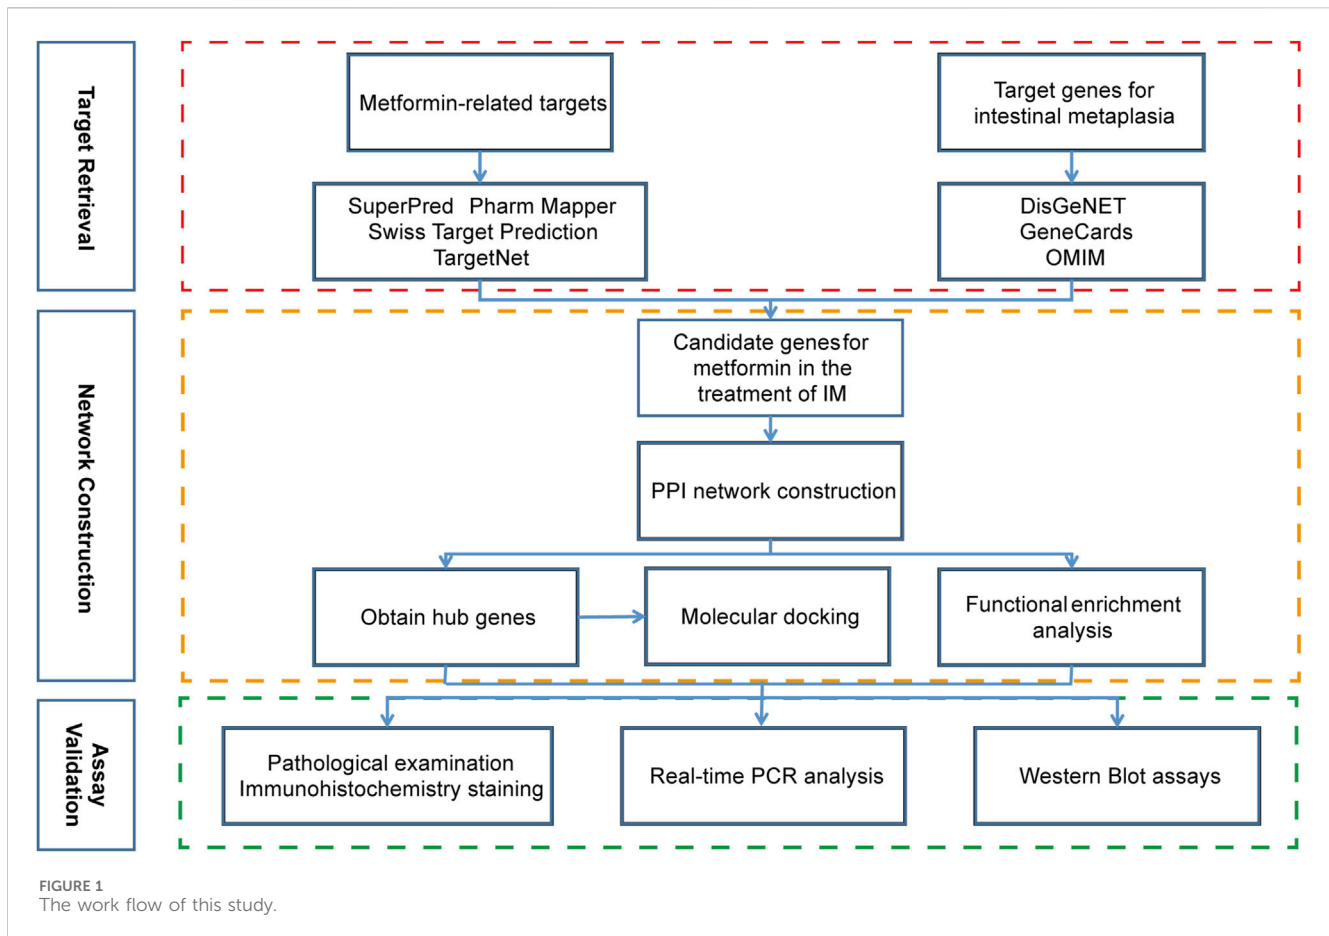 Target Retrieval
Metformin-related targets
Target genes for
intestinal metaplasia
SuperPred Pharm Mapper
Swiss Target Prediction
TargetNet
DisGeNET
GeneCards
OMIM
Network Construction
Candidate genes for
metformin in the
treatment of IM
PPI network construction
Obtain hub genes
Molecular docking
Functional enrichment
analysis
Assay
Validation
Pathological examination
Immunohistochemistry staining
Real-time PCR analysis
Western Blot assays
FIGURE 1
The work flow of this study.